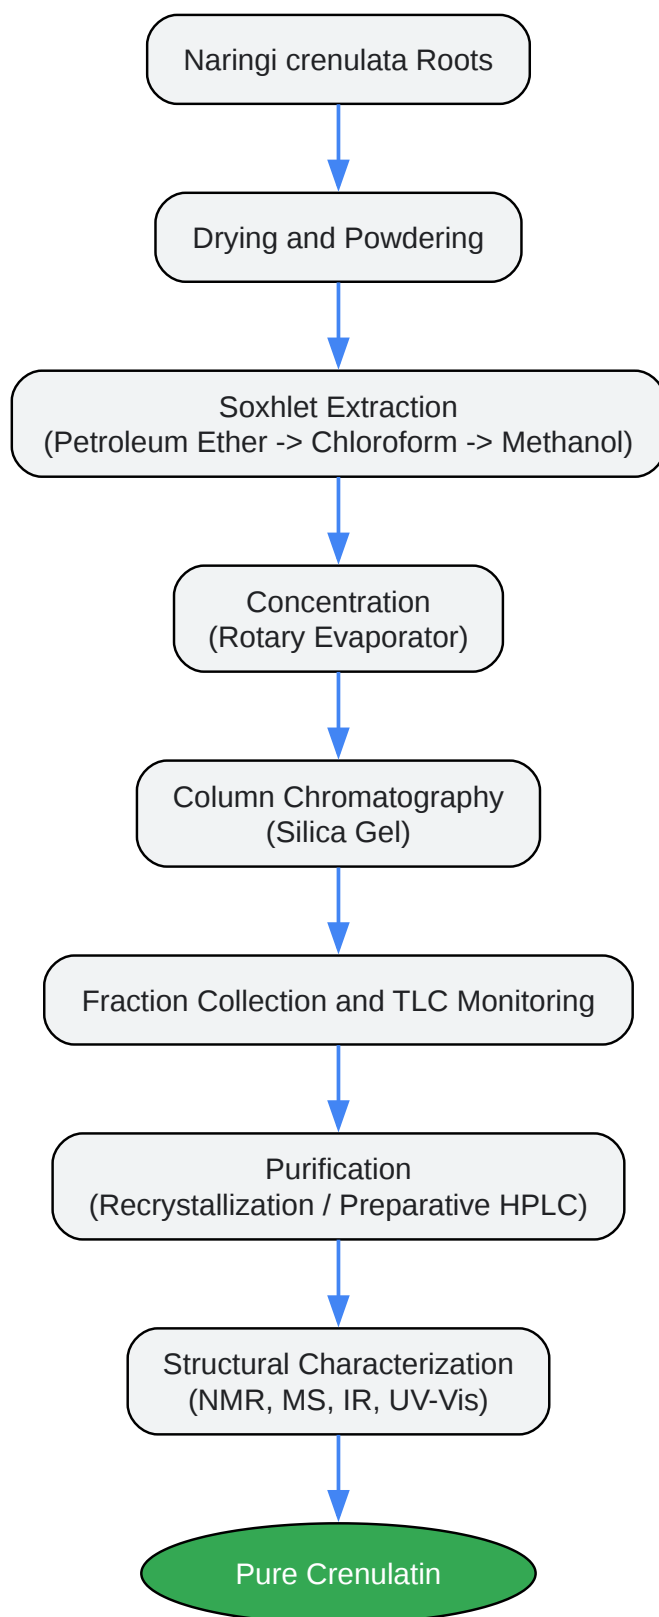 Naringi crenulata Roots
Drying and Powdering
Soxhlet Extraction
(Petroleum Ether -> Chloroform -> Methanol)
Concentration
(Rotary Evaporator)
Column Chromatography
(Silica Gel)
Fraction Collection and TLC Monitoring
Purification
(Recrystallization / Preparative HPLC)
Structural Characterization
(NMR, MS, IR, UV-Vis)
Pure Crenulatin